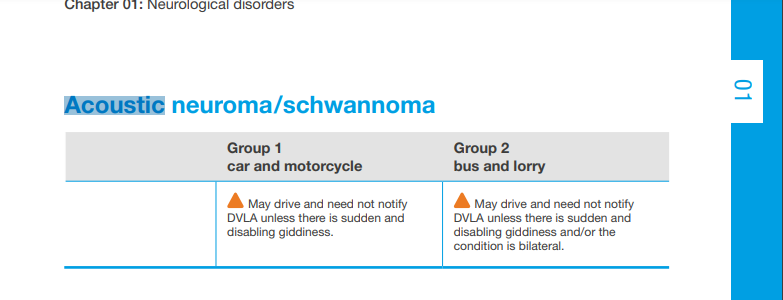 Chapter 01: Neurological disorders
01
Acoustic neuroma/schwannoma
Group 1
car and motorcycle
Group 2
bus and lorry
May drive and need not notify
DVLA unless there is sudden and
disabling giddiness.
May drive and need not notify
DVLA unless there is sudden and
disabling giddiness and/or the
condition is bilateral.